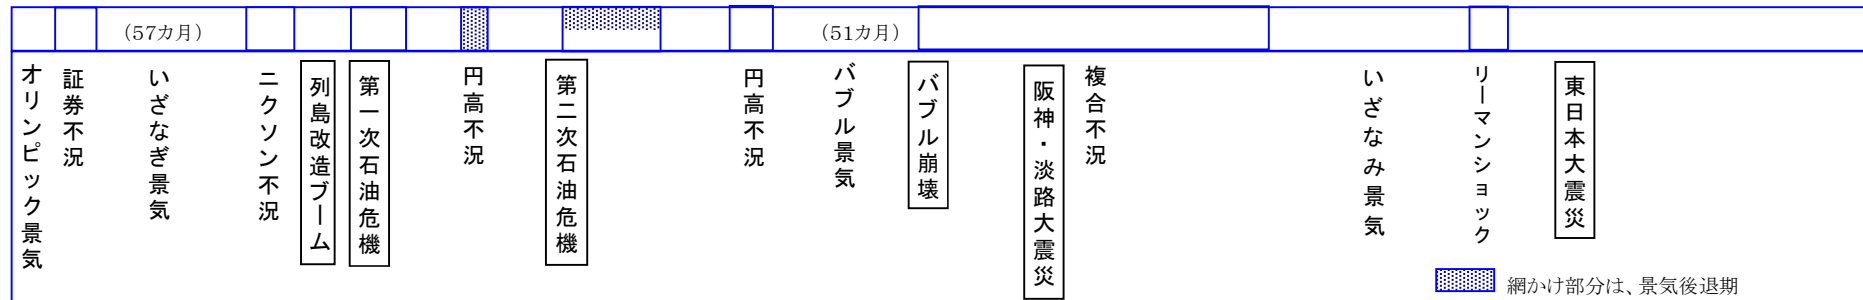 (57カ月)
(51カ月)
オリンピック景気
証券不況
いざなぎ景気
ニクソン不況
列島改造ブーム
第一次石油危機
円高不況
第二次石油危機
円高不況
バブル景気
バブル崩壊
阪神・淡路大震災
複合不況
いざなみ景気
リーマンショック
東日本大震災
網かけ部分は、景気後退期